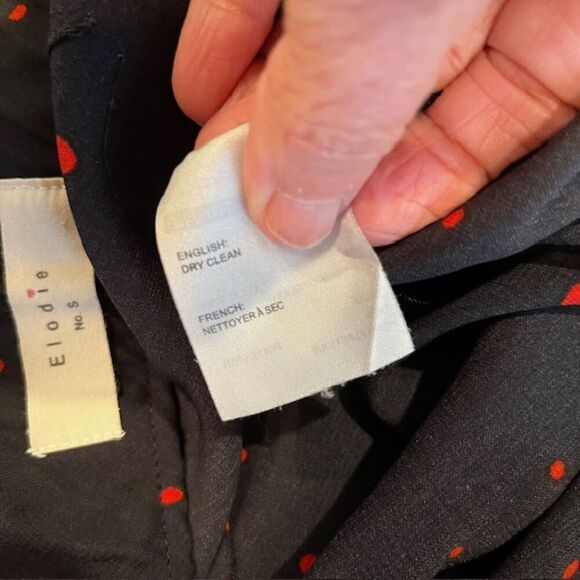 Elodie
No. S
ENGLISH:
DRY CLEAN
FRENCH:
NETTOYER À SEC